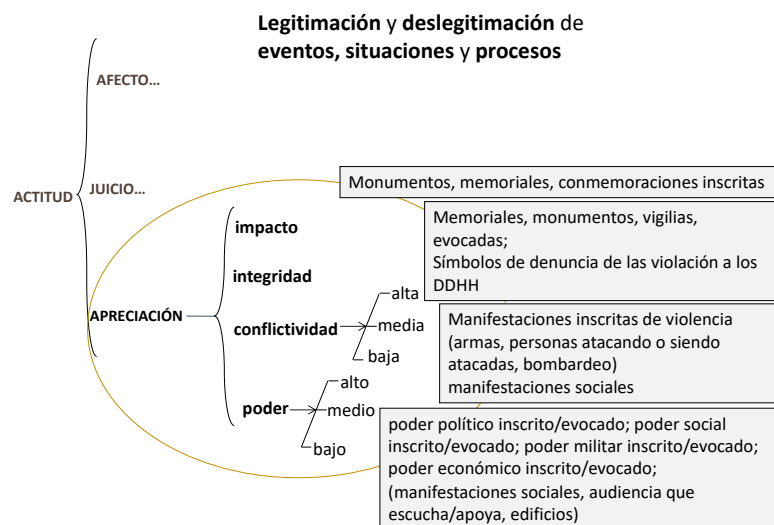 Legitimación y deslegitimación de
eventos, situaciones y procesos
AFECTO…
ACTITUD
JUICIO…
APRECIACIÓN
impacto
integridad
conflictividad
alta
media
baja
poder
alto
medio
bajo
Monumentos, memoriales, conmemoraciones inscritas
Memoriales, monumentos, vigilias,
evocadas;
Símbolos de denuncia de las violación a los
DDHH
Manifestaciones inscritas de violencia
(armas, personas atacando o siendo
atacadas, bombardeo)
manifestaciones sociales
poder político inscrito/evocado; poder social
inscrito/evocado; poder militar inscrito/evocado;
poder económico inscrito/evocado;
(manifestaciones sociales, audiencia que
escucha/apoya, edificios)